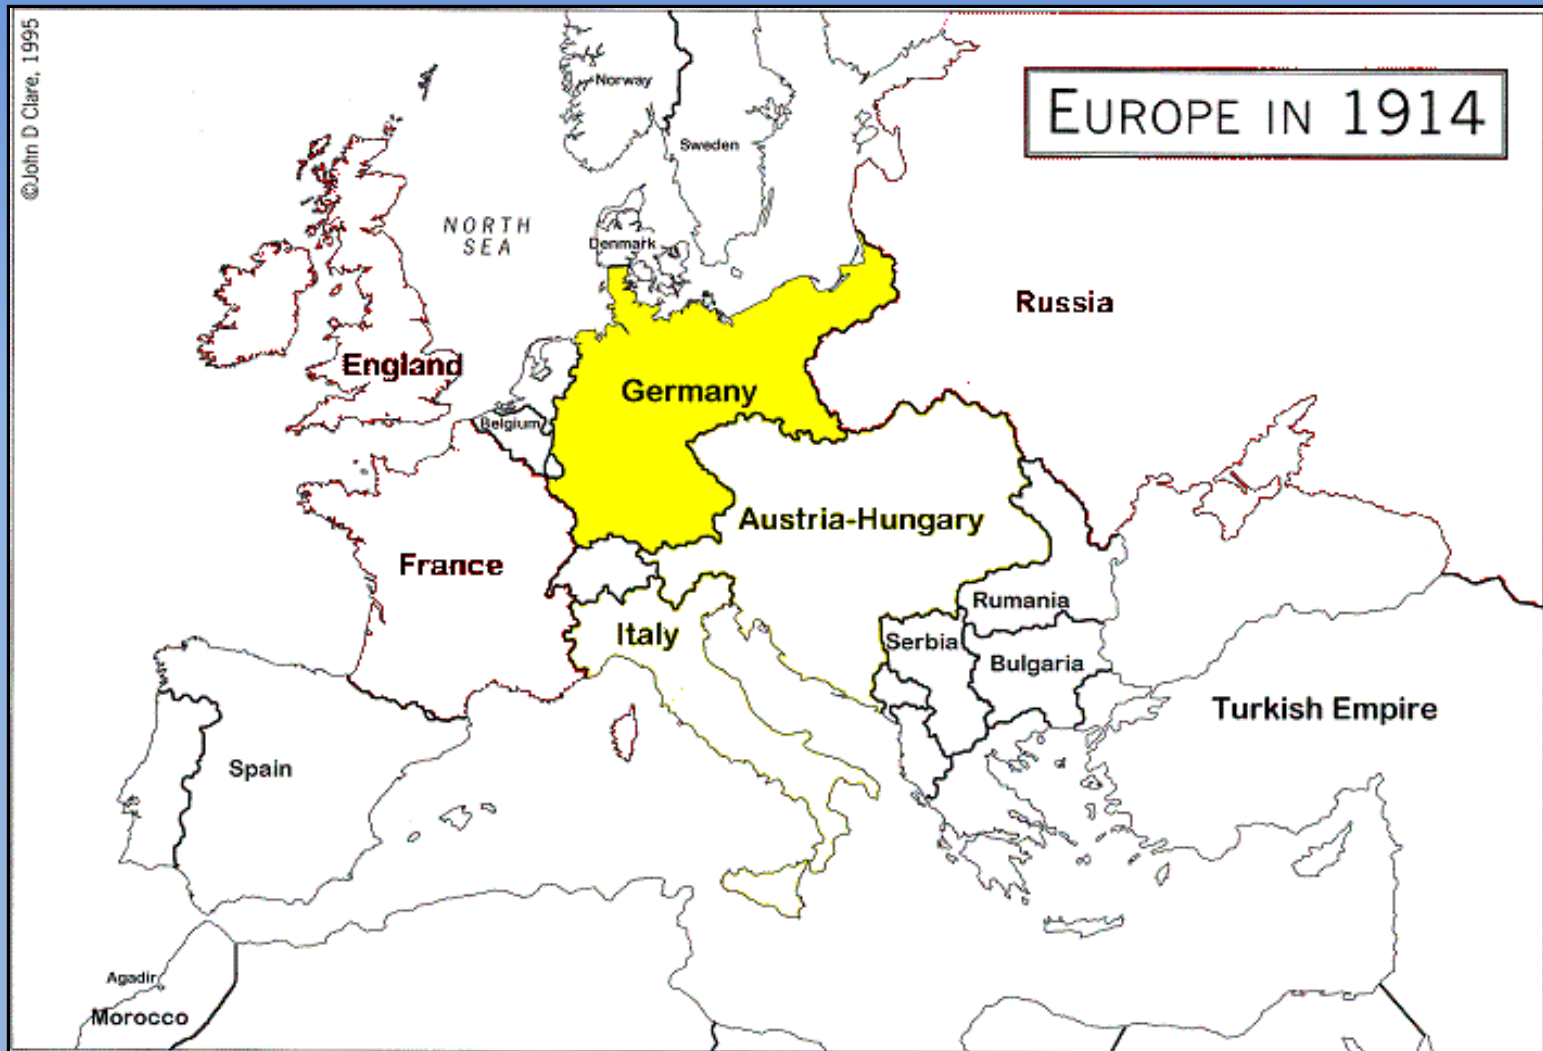 ©John D Clare, 1995
EUROPE IN 1914
Norway
Sweden
NORTH
SEA
Denmark
Russia
England
Germany
Belgium
Austria-Hungary
France
Rumania
Italy
Serbia
Bulgaria
Turkish Empire
Spain
Agadir
Morocco